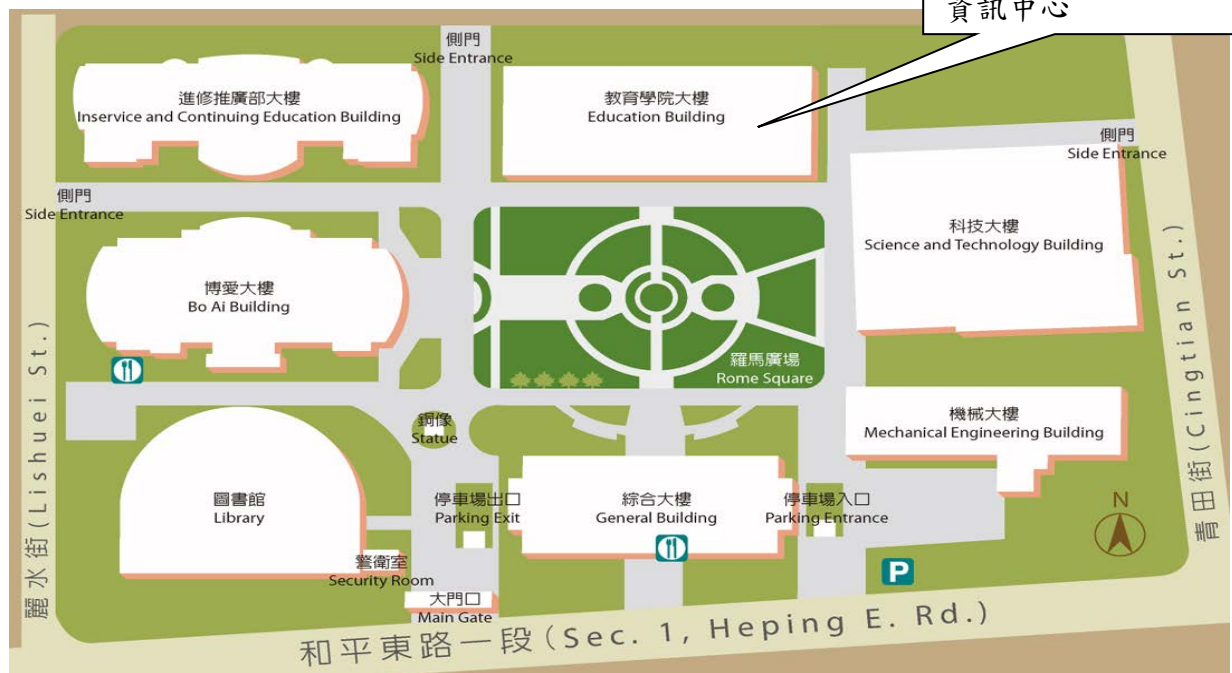 資訊中心
側門
Side Entrance
進修推廣部大樓
Inservice and Continuing Education Building
教育學院大樓
Education Building
側門
Side Entrance
側門
Side Entrance
科技大樓
Science and Technology Building
博愛大樓
Bo Ai Building
羅馬廣場
Rome Square
銅像
Statue
機械大樓
Mechanical Engineering Building
圖書館
Library
停車場出口
Parking Exit
綜合大樓
General Building
停車場入口
Parking Entrance
N
警衛室
Security Room
P
大門口
Main Gate
麗水街(Lishuei St.)
青田街(Cingtian St.)
和平東路一段(Sec. 1, Heping E. Rd.)